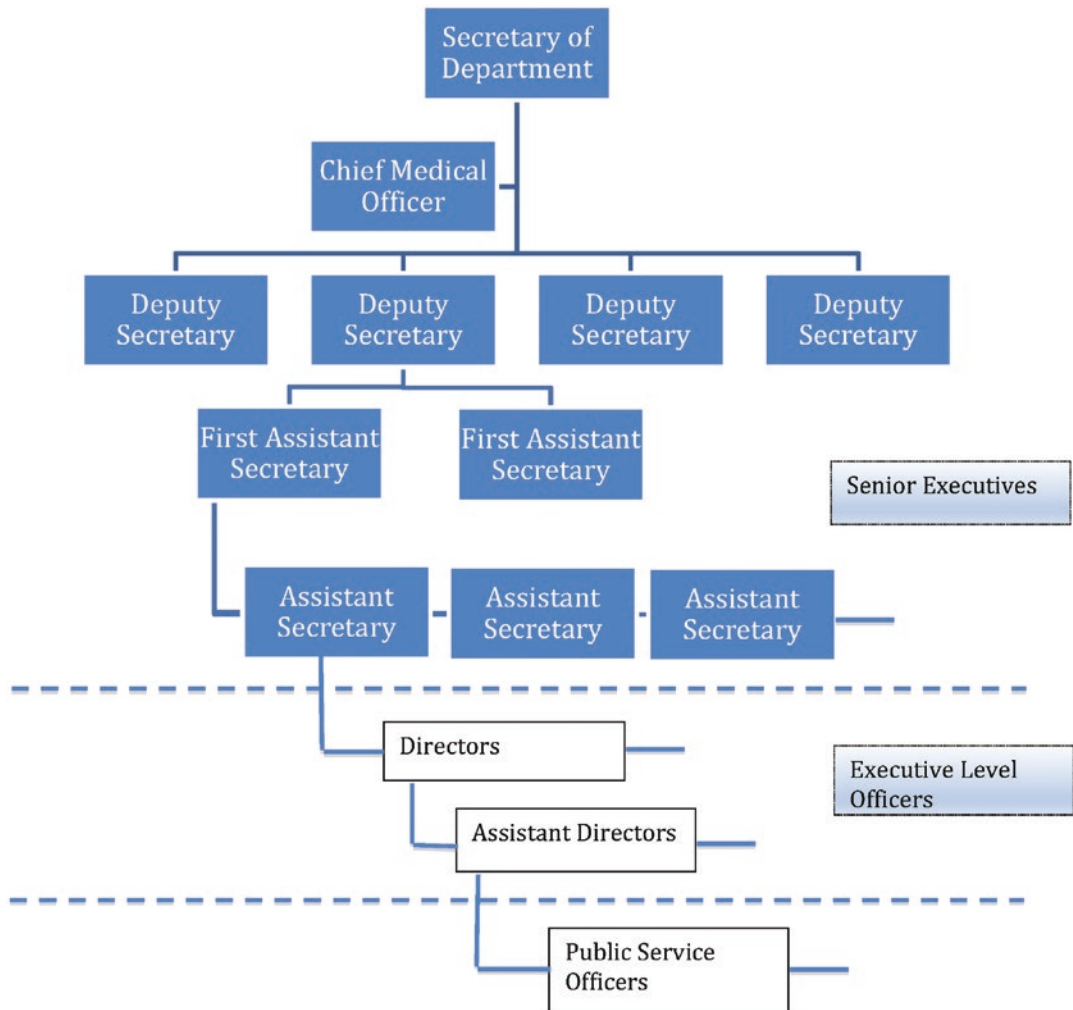 Secretary of
Department
Chief Medical
Officer
Deputy
Secretary
Deputy
Secretary
Deputy
Secretary
Deputy
Secretary
First Assistant
Secretary
First Assistant
Secretary
Senior Executives
Assistant
Secretary
Assistant
Secretary
Assistant
Secretary
Directors
Executive Level
Officers
Assistant Directors
Public Service
Officers